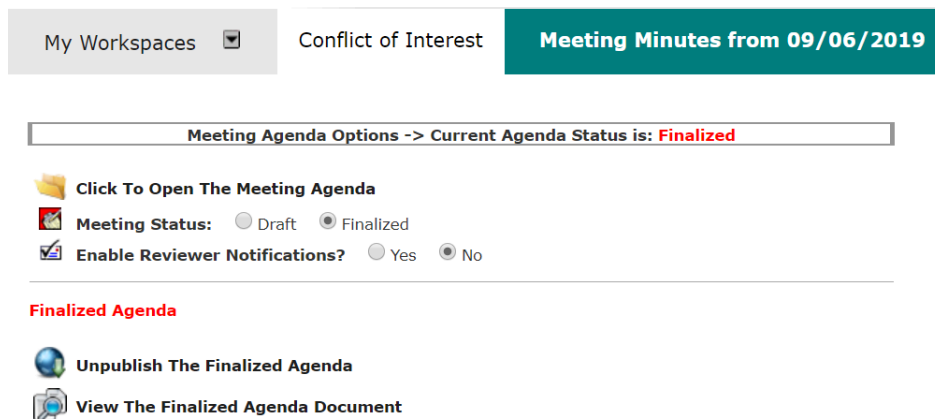 My Workspaces Conflict of Interest Meeting Minutes from 09/06/2019
Meeting Agenda Options -> Current Agenda Status is: Finalized
Click To Open The Meeting Agenda
Meeting Status: Draft Finalized
Enable Reviewer Notifications? Yes No
Finalized Agenda
Unpublish The Finalized Agenda
View The Finalized Agenda Document